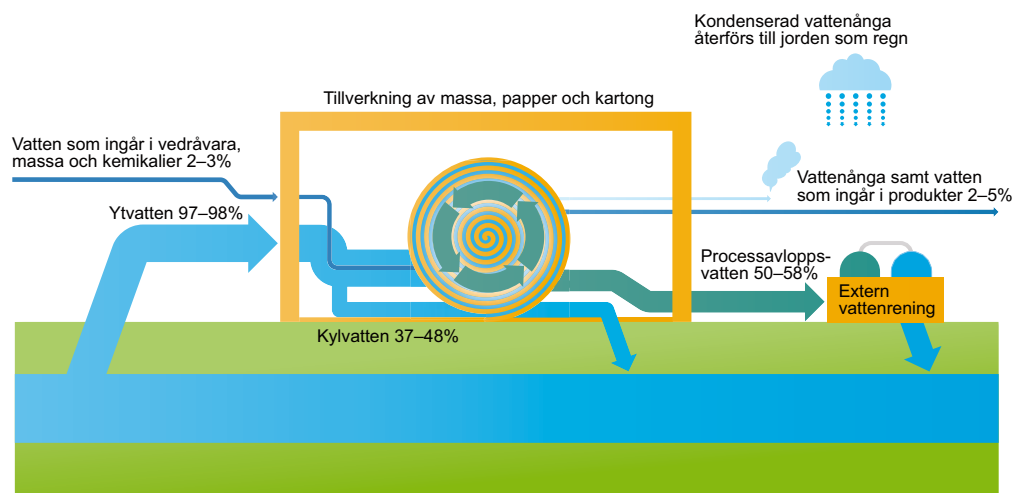 Kondenserad vattenånga
återförs till jorden som regn
Tillverkning av massa, papper och kartong
Vatten som ingår i vedråvara,
massa och kemikalier 2–3%
Vattenånga samt vatten
som ingår i produkter 2–5%
Ytvatten 97–98%
Processavlopps-
vatten 50–58%
Extern
vattenrening
Kylvatten 37–48%